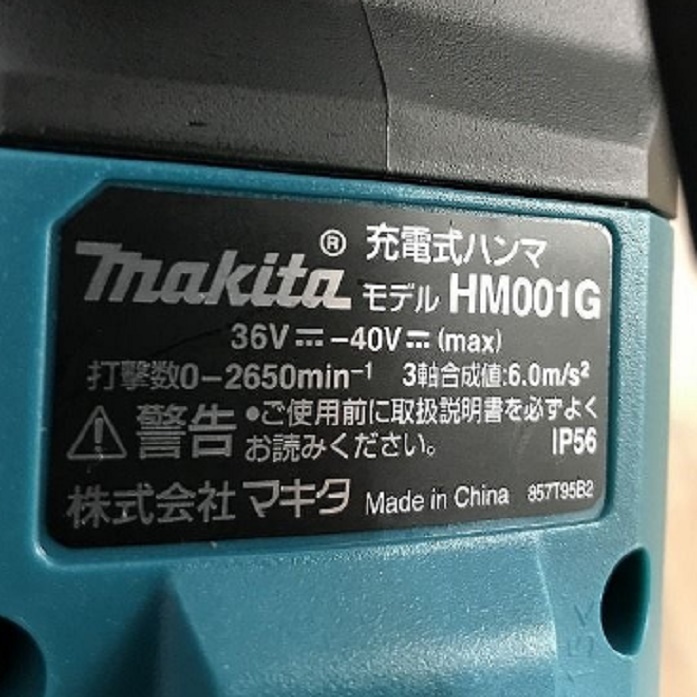 makita® 充電式ハンマ
モデル HM001G
36V⎓-40V⎓(max)
打撃数0-2650min⁻¹ 3軸合成値:6.0m/s²
⚠警告 •ご使用前に取扱説明書を必ずよく
お読みください。 IP56
株式会社マキタ Made in China 857T95B2